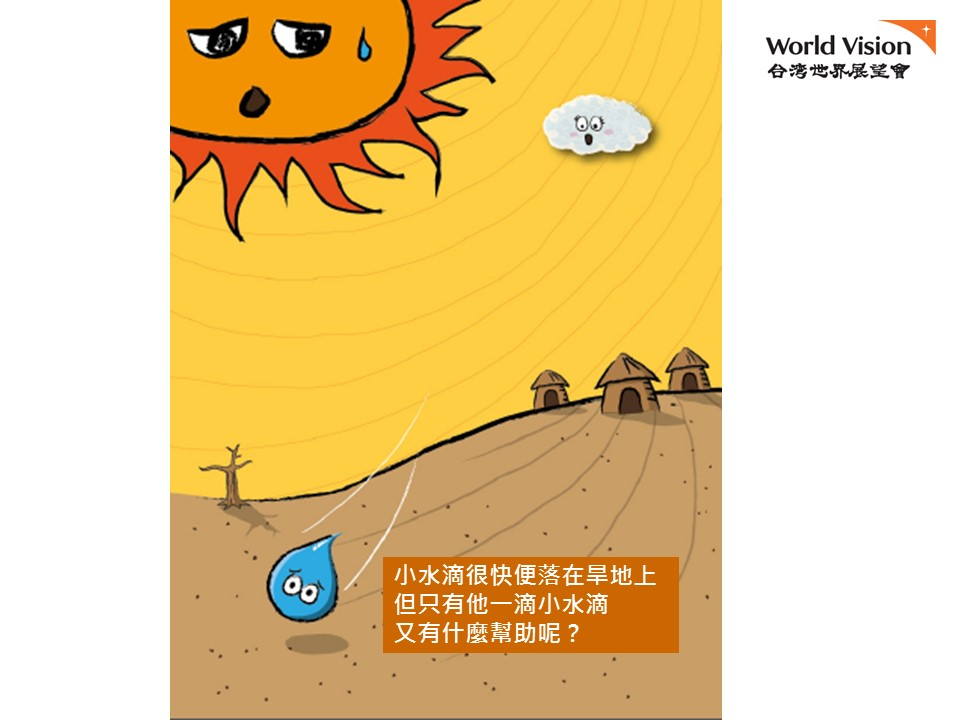 World Vision
台灣世界展望會
小水滴很快便落在旱地上
但只有他一滴小水滴
又有什麼幫助呢？